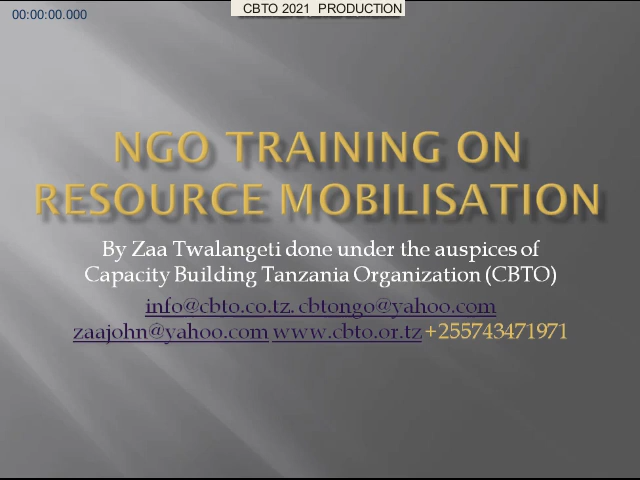 00:00:00.000
CBTO 2021 PRODUCTION
NGO TRAINING ON
RESOURCE MOBILISATION
By Zaa Twalangeti done under the auspices of
Capacity Building Tanzania Organization (CBTO)
info@cbto.co.tz, cbtongo@yahoo.com
zaajohn@yahoo.com www.cbto.or.tz +255743471971